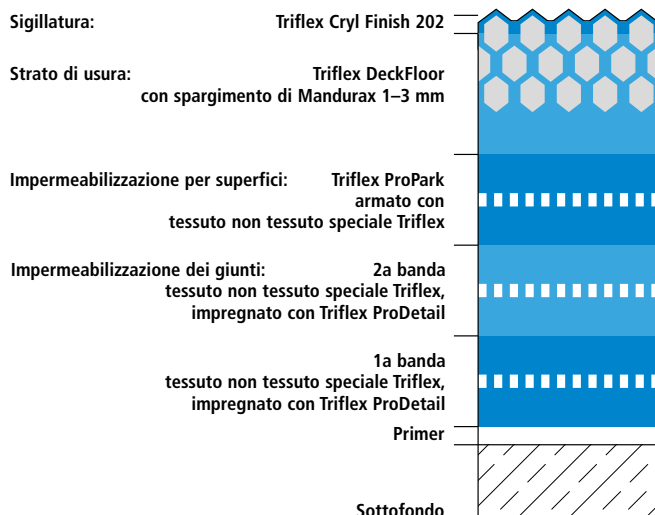 Sigillatura: Triflex Cryl Finish 202
Strato di usura: Triflex DeckFloor
con spargimento di Mandurax 1–3 mm
Impermeabilizzazione per superfici: Triflex ProPark
armato con
tessuto non tessuto speciale Triflex
Impermeabilizzazione dei giunti: 2a banda
tessuto non tessuto speciale Triflex,
impregnato con Triflex ProDetail
1a banda
tessuto non tessuto speciale Triflex,
impregnato con Triflex ProDetail
Primer
Sottofondo